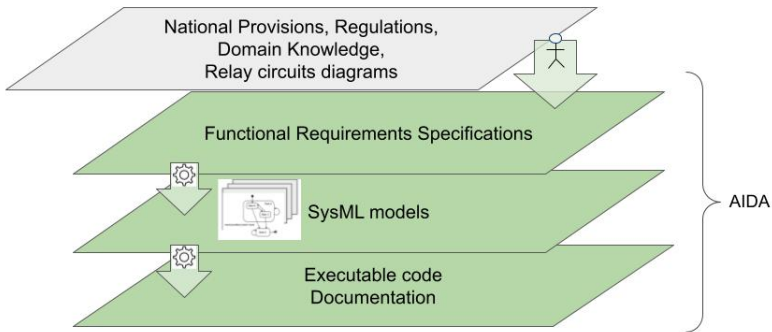 National Provisions, Regulations,
Domain Knowledge,
Relay circuits diagrams
Functional Requirements Specifications
SysML models
AIDA
Executable code
Documentation